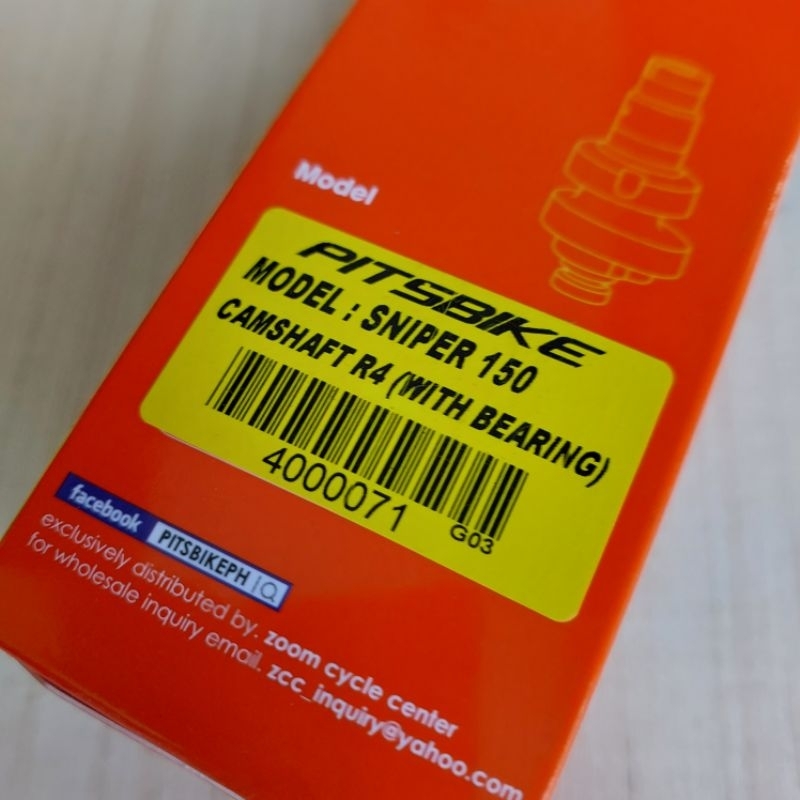 Model
PITSBIKE
MODEL : SNIPER 150
CAMSHAFT R4 (WITH BEARING)
4000071
G03
facebook PITSBIKEPH
exclusively distributed by. zoom cycle center
for wholesale inquiry email. zcc_inquiry@yahoo.com